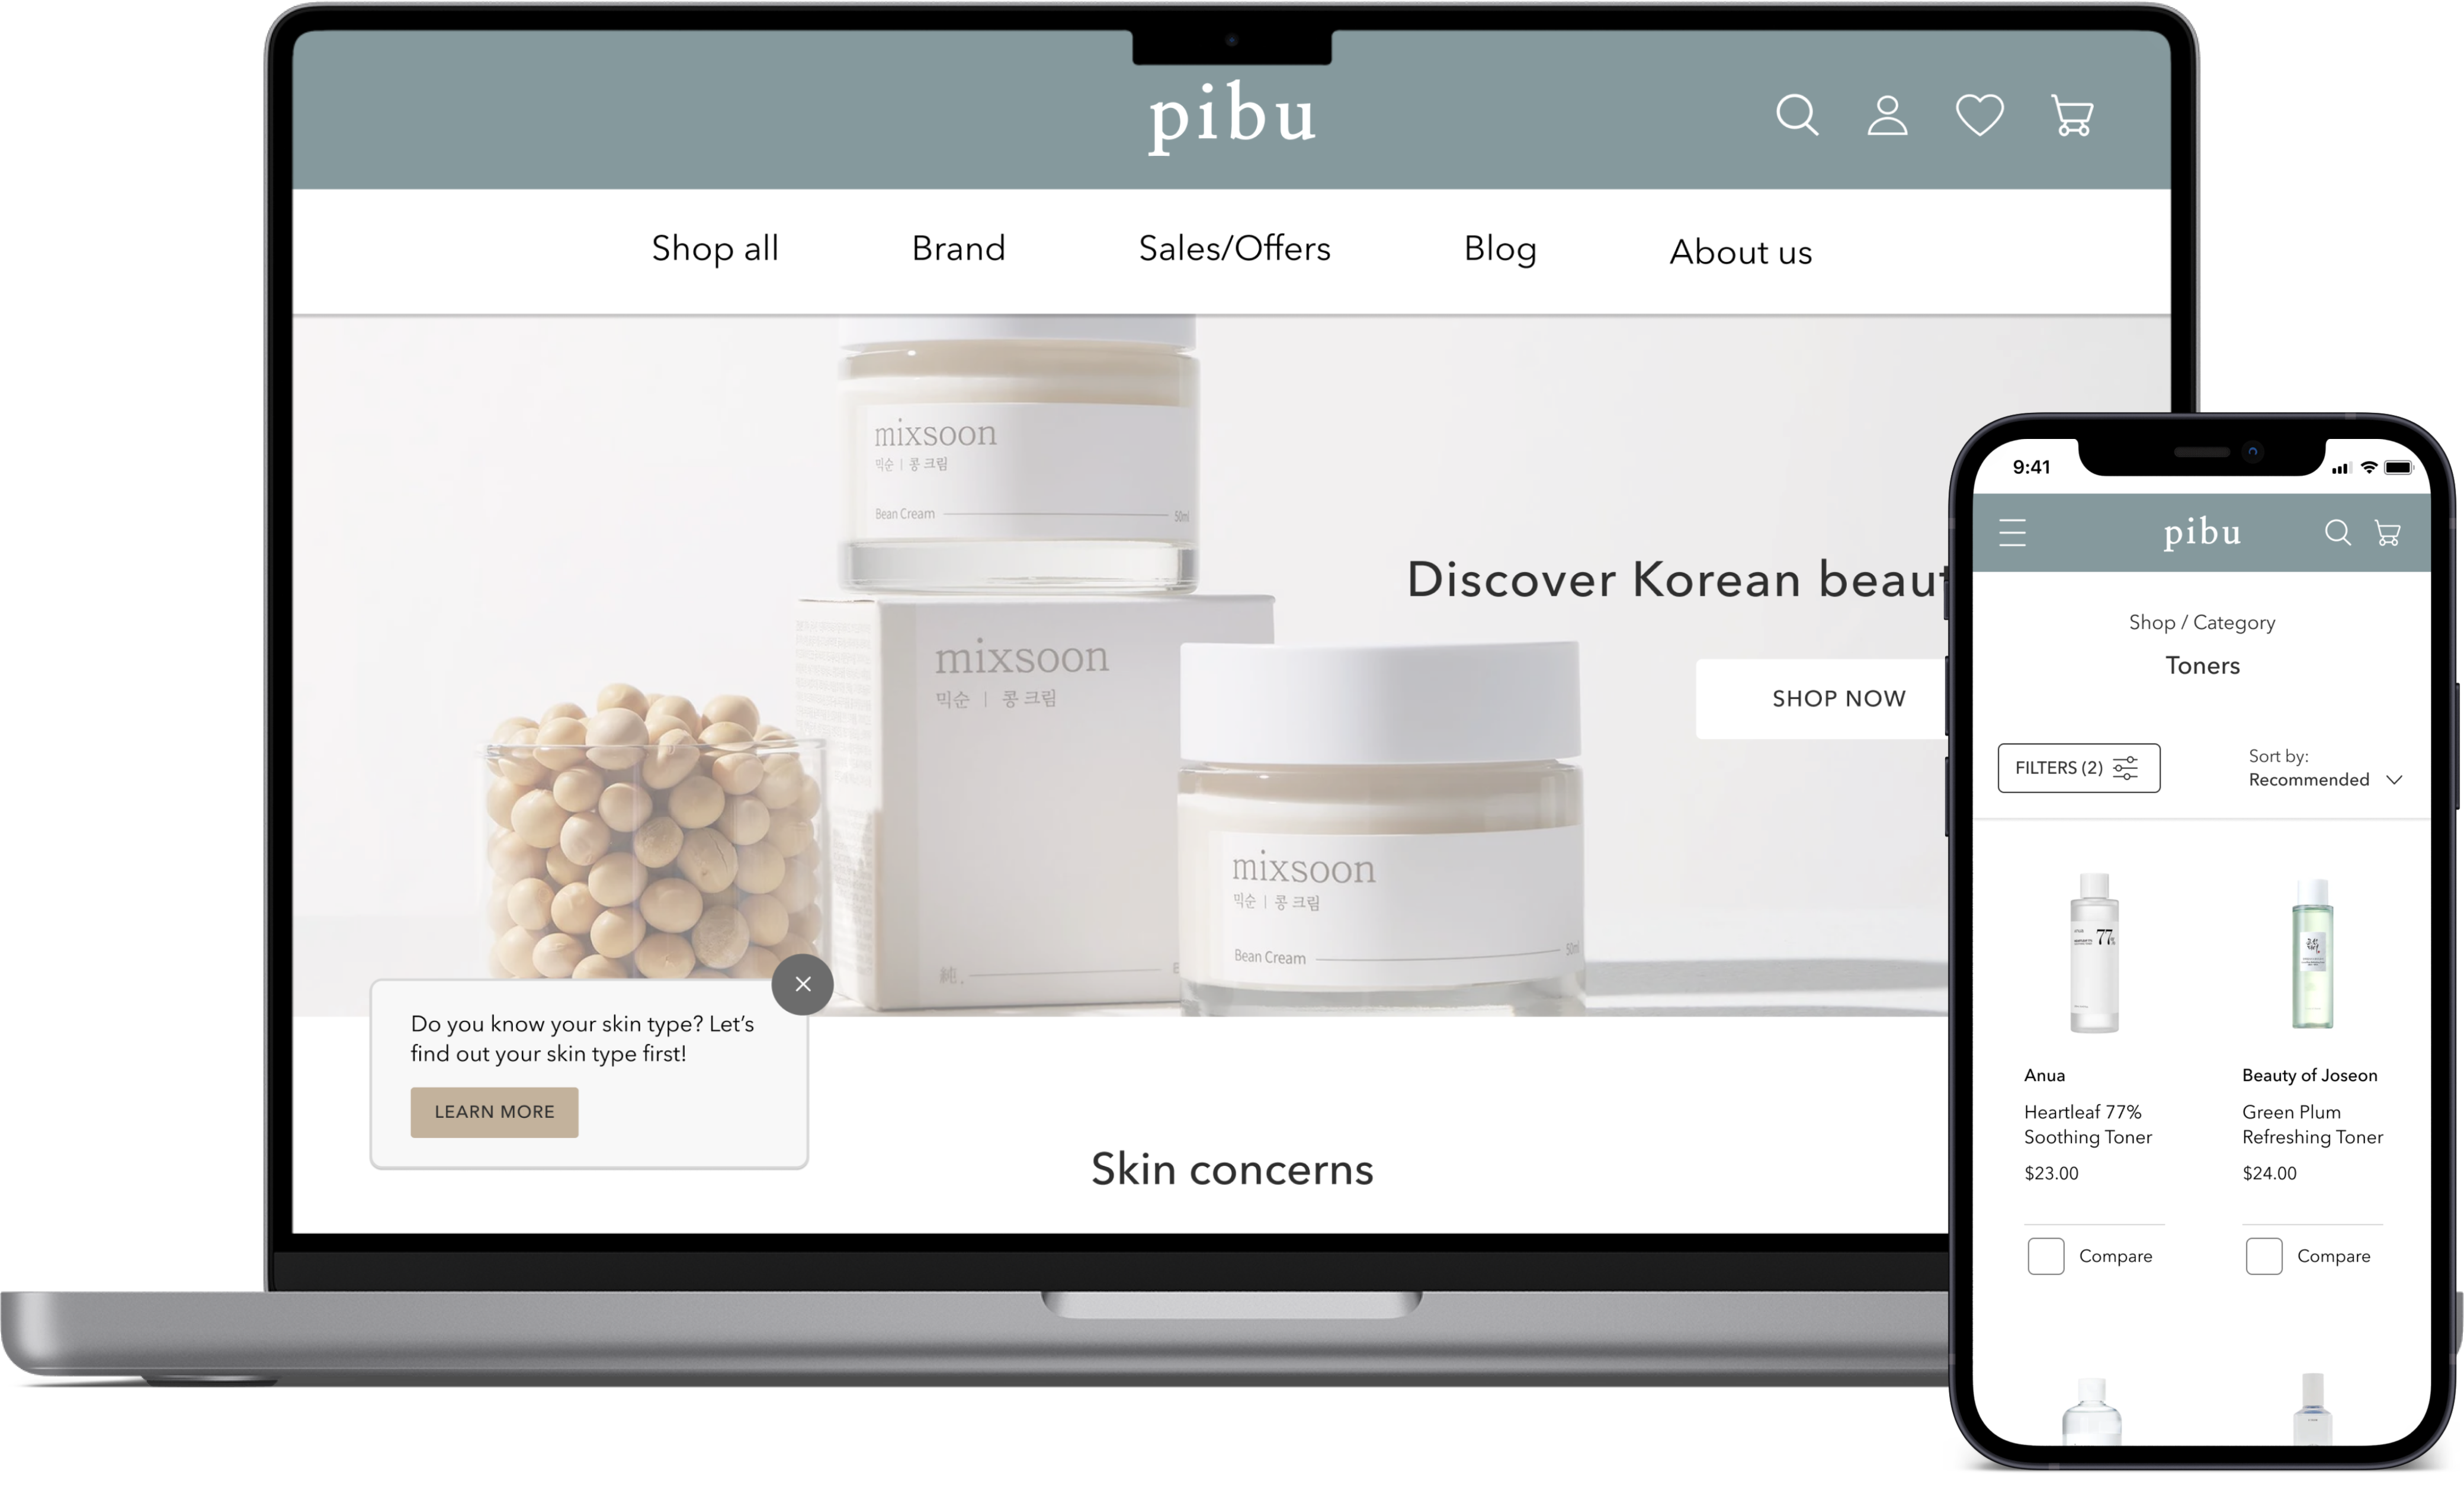 pibu
Shop all
Brand
Sales/Offers
Blog
About us
mixsoon
믹순 | 콩 크림
Bean Cream
50ml
Discover Korean beaut
SHOP NOW
mixsoon
믹순 | 콩 크림
純.
mixsoon
믹순 | 콩 크림
Bean Cream
50ml
Do you know your skin type? Let’s
find out your skin type first!
LEARN MORE
Skin concerns
9:41
pibu
Shop / Category
Toners
FILTERS (2)
Sort by:
Recommended
77%
Anua
Heartleaf 77%
Soothing Toner
$23.00
Compare
Beauty of Joseon
Green Plum
Refreshing Toner
$24.00
Compare